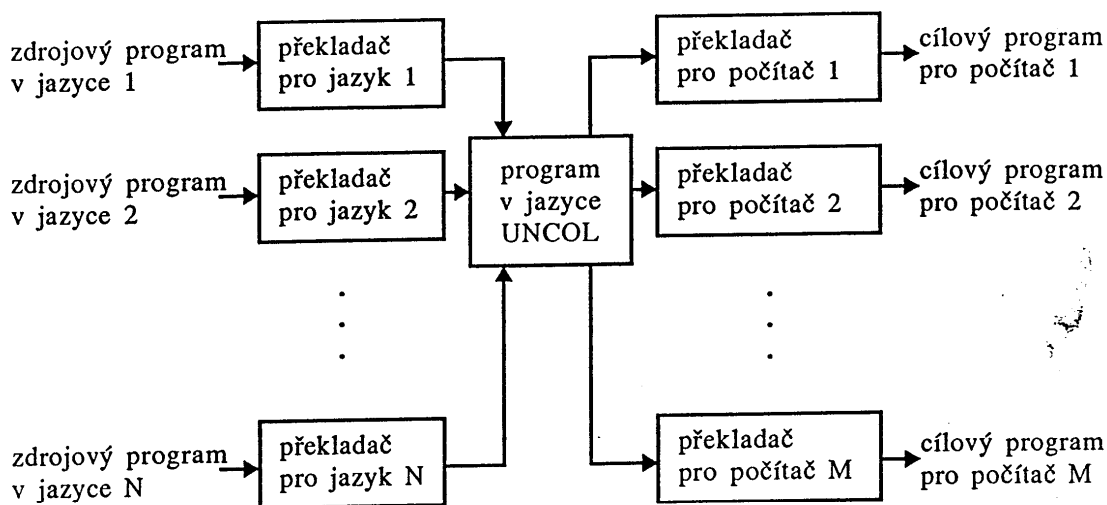 zdrojový program
v jazyce 1
překladač
pro jazyk 1
překladač
pro počítač 1
cílový program
pro počítač 1
zdrojový program
v jazyce 2
překladač
pro jazyk 2
program
v jazyce
UNCOL
překladač
pro počítač 2
cílový program
pro počítač 2
zdrojový program
v jazyce N
překladač
pro jazyk N
překladač
pro počítač M
cílový program
pro počítač M